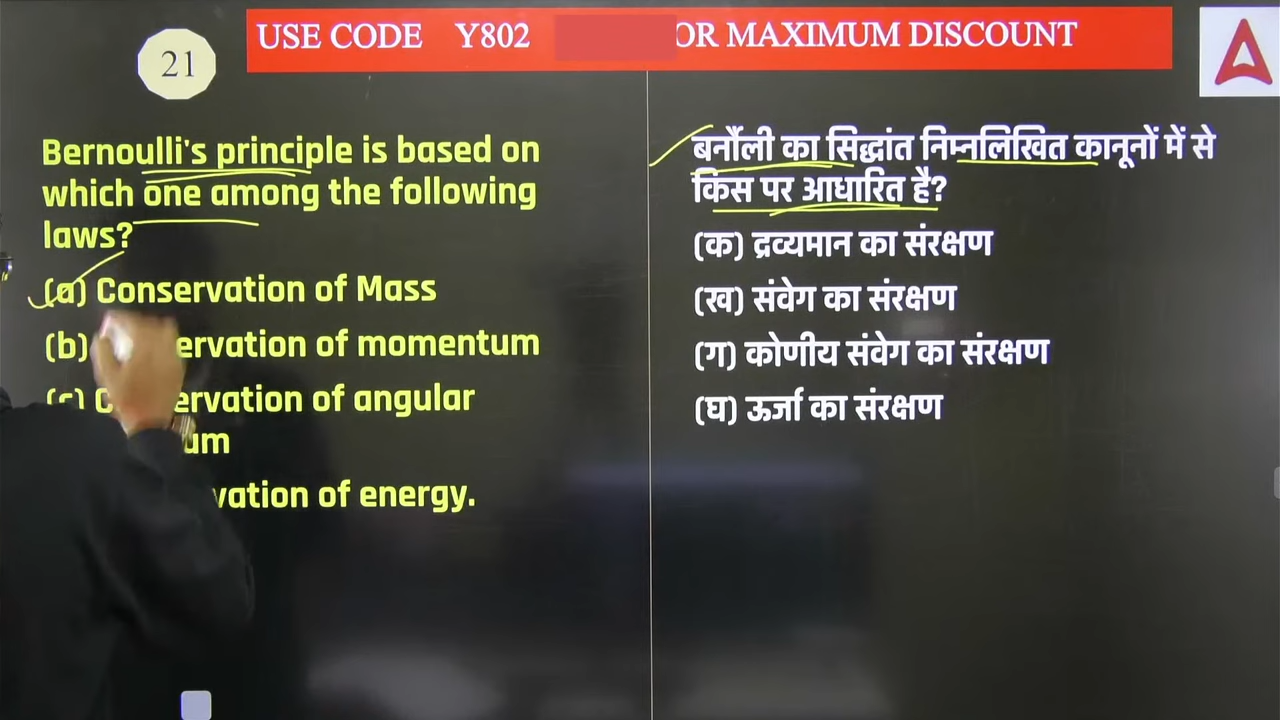 USE CODE Y802 OR MAXIMUM DISCOUNT
21
Bernoulli's principle is based on
which one among the following
laws?
(a) Conservation of Mass
(b) ervation of momentum
(c) C ervation of angular
um
vation of energy.
बर्नौली का सिद्धांत निम्नलिखित कानूनों में से
किस पर आधारित है?
(क) द्रव्यमान का संरक्षण
(ख) संवेग का संरक्षण
(ग) कोणीय संवेग का संरक्षण
(घ) ऊर्जा का संरक्षण